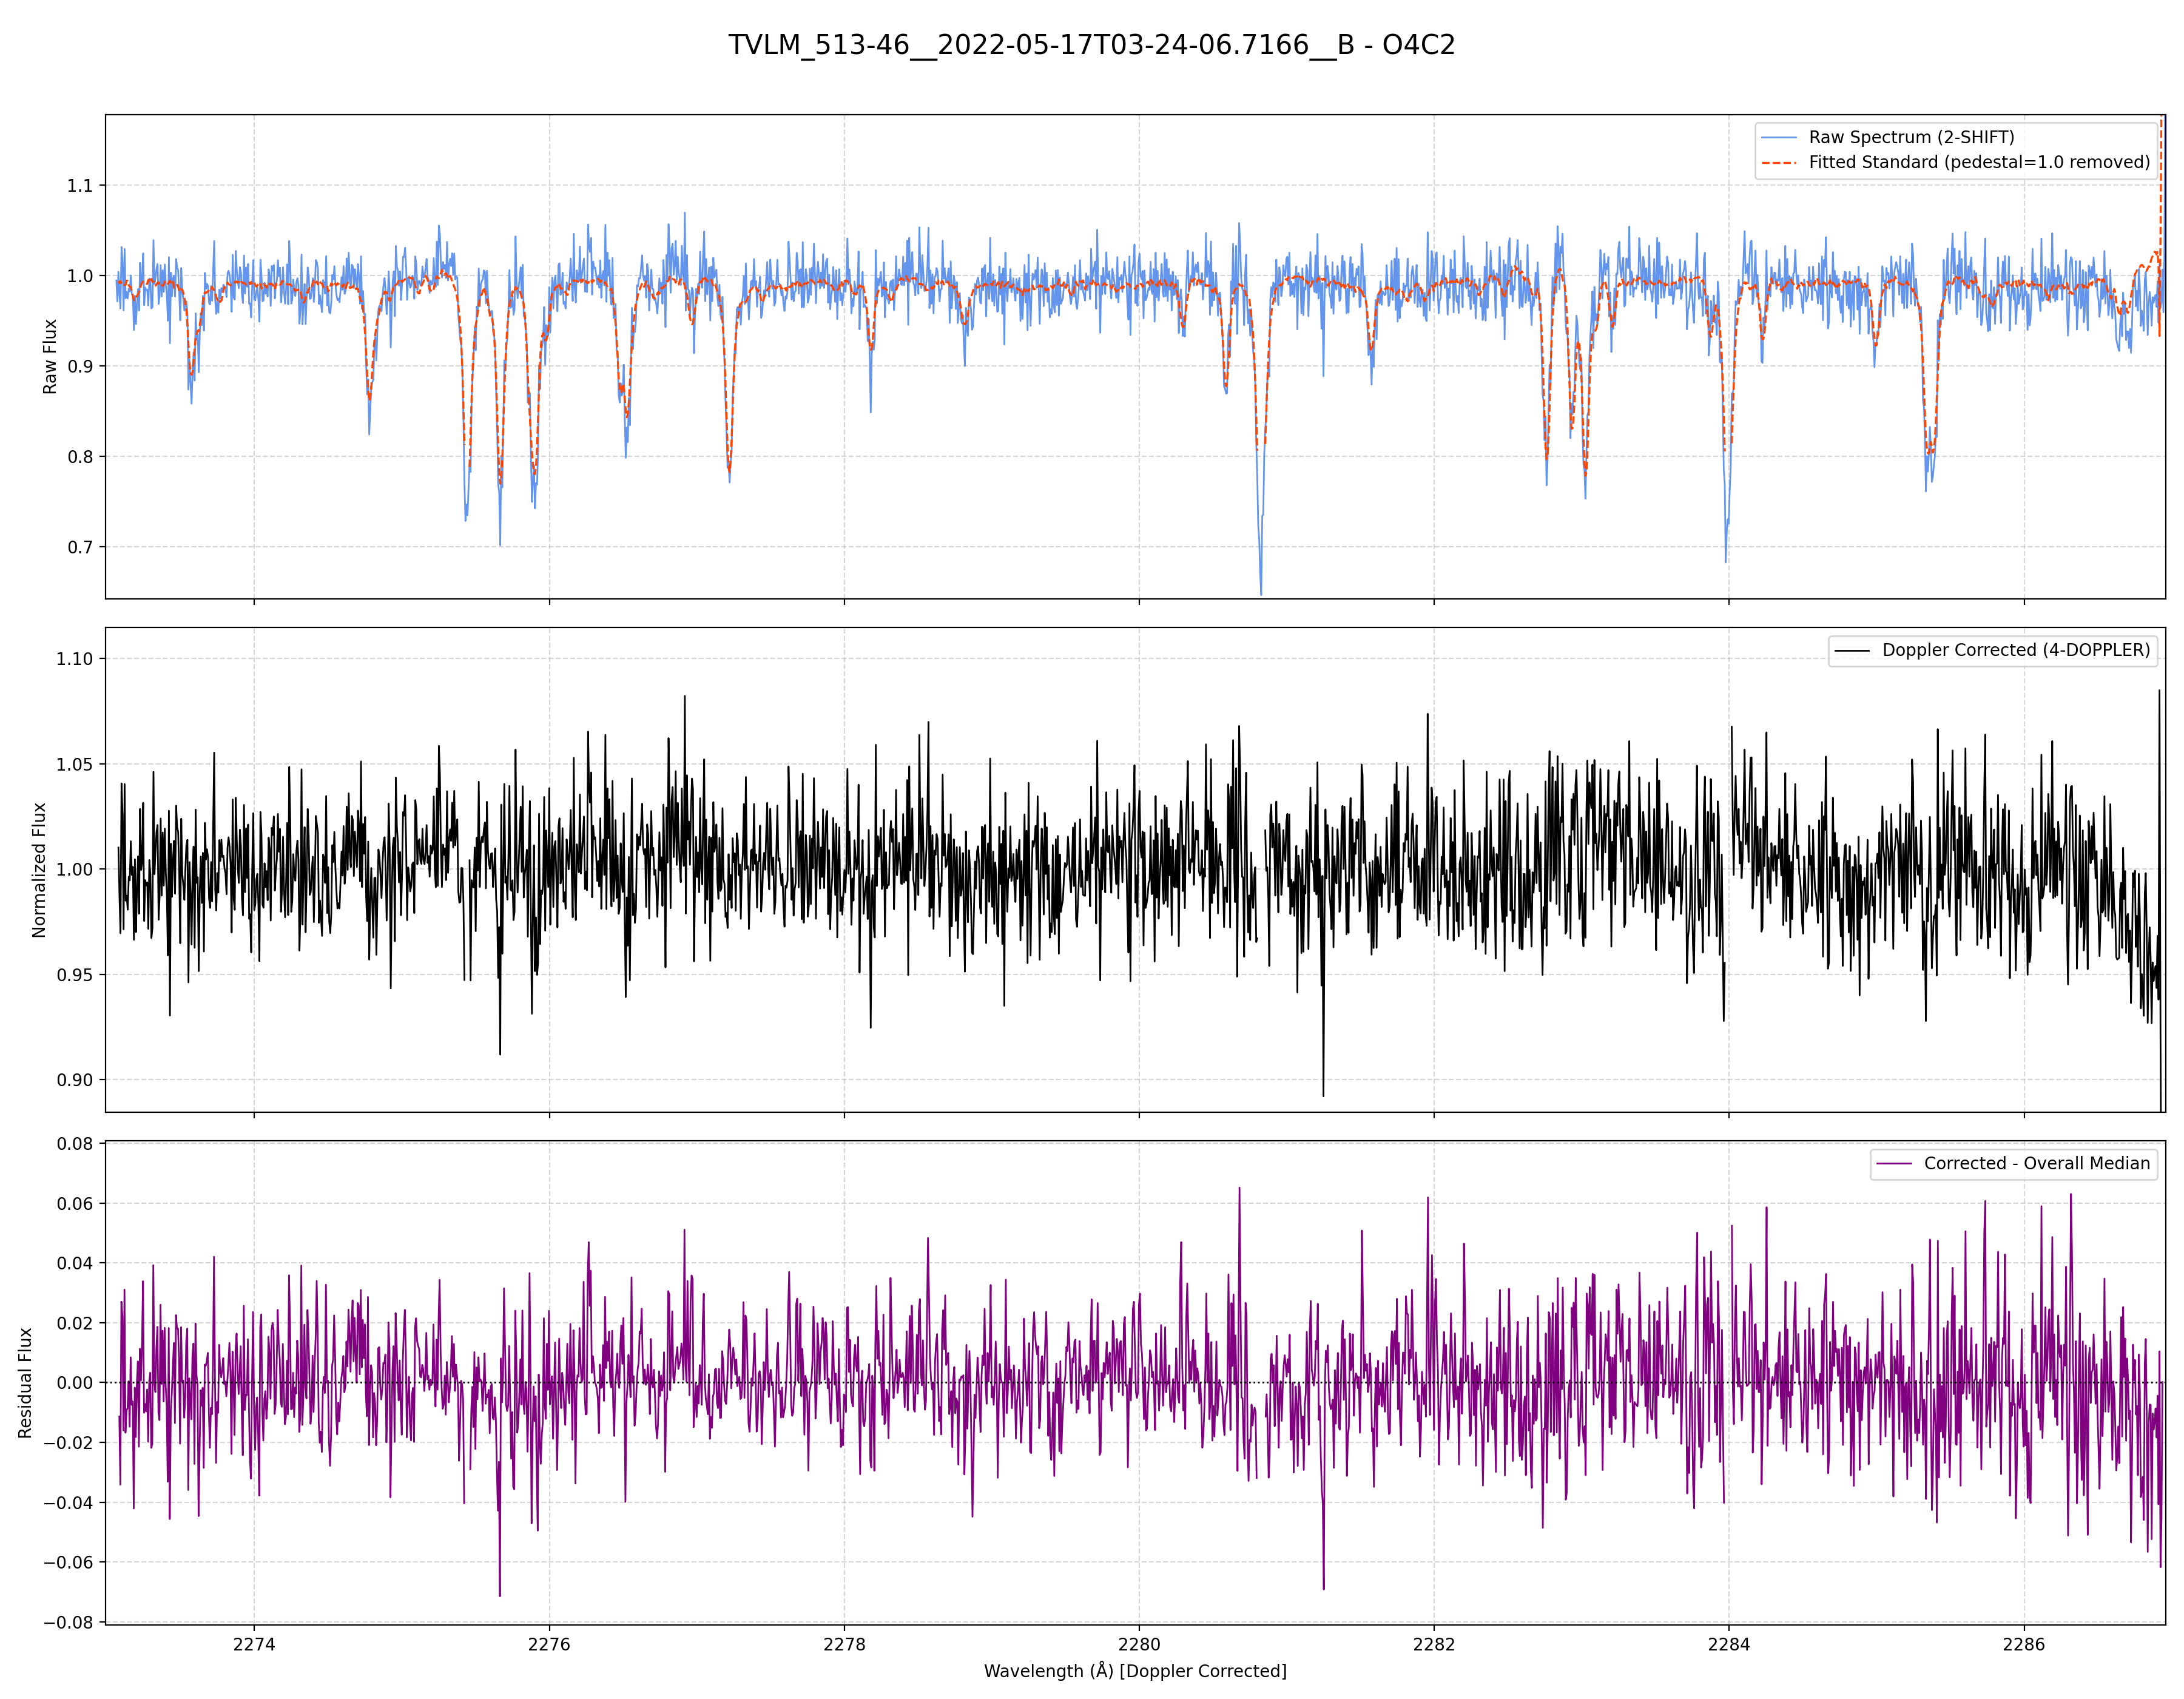 TVLM_513-46__2022-05-17T03-24-06.7166__B - O4C2
Raw Spectrum (2-SHIFT)
Fitted Standard (pedestal=1.0 removed)
Raw Flux
1.1
1.0
0.9
0.8
0.7
Doppler Corrected (4-DOPPLER)
Normalized Flux
1.10
1.05
1.00
0.95
0.90
Corrected - Overall Median
Residual Flux
0.08
0.06
0.04
0.02
0.00
−0.02
−0.04
−0.06
−0.08
2274 2276 2278 2280 2282 2284 2286
Wavelength (Å) [Doppler Corrected]